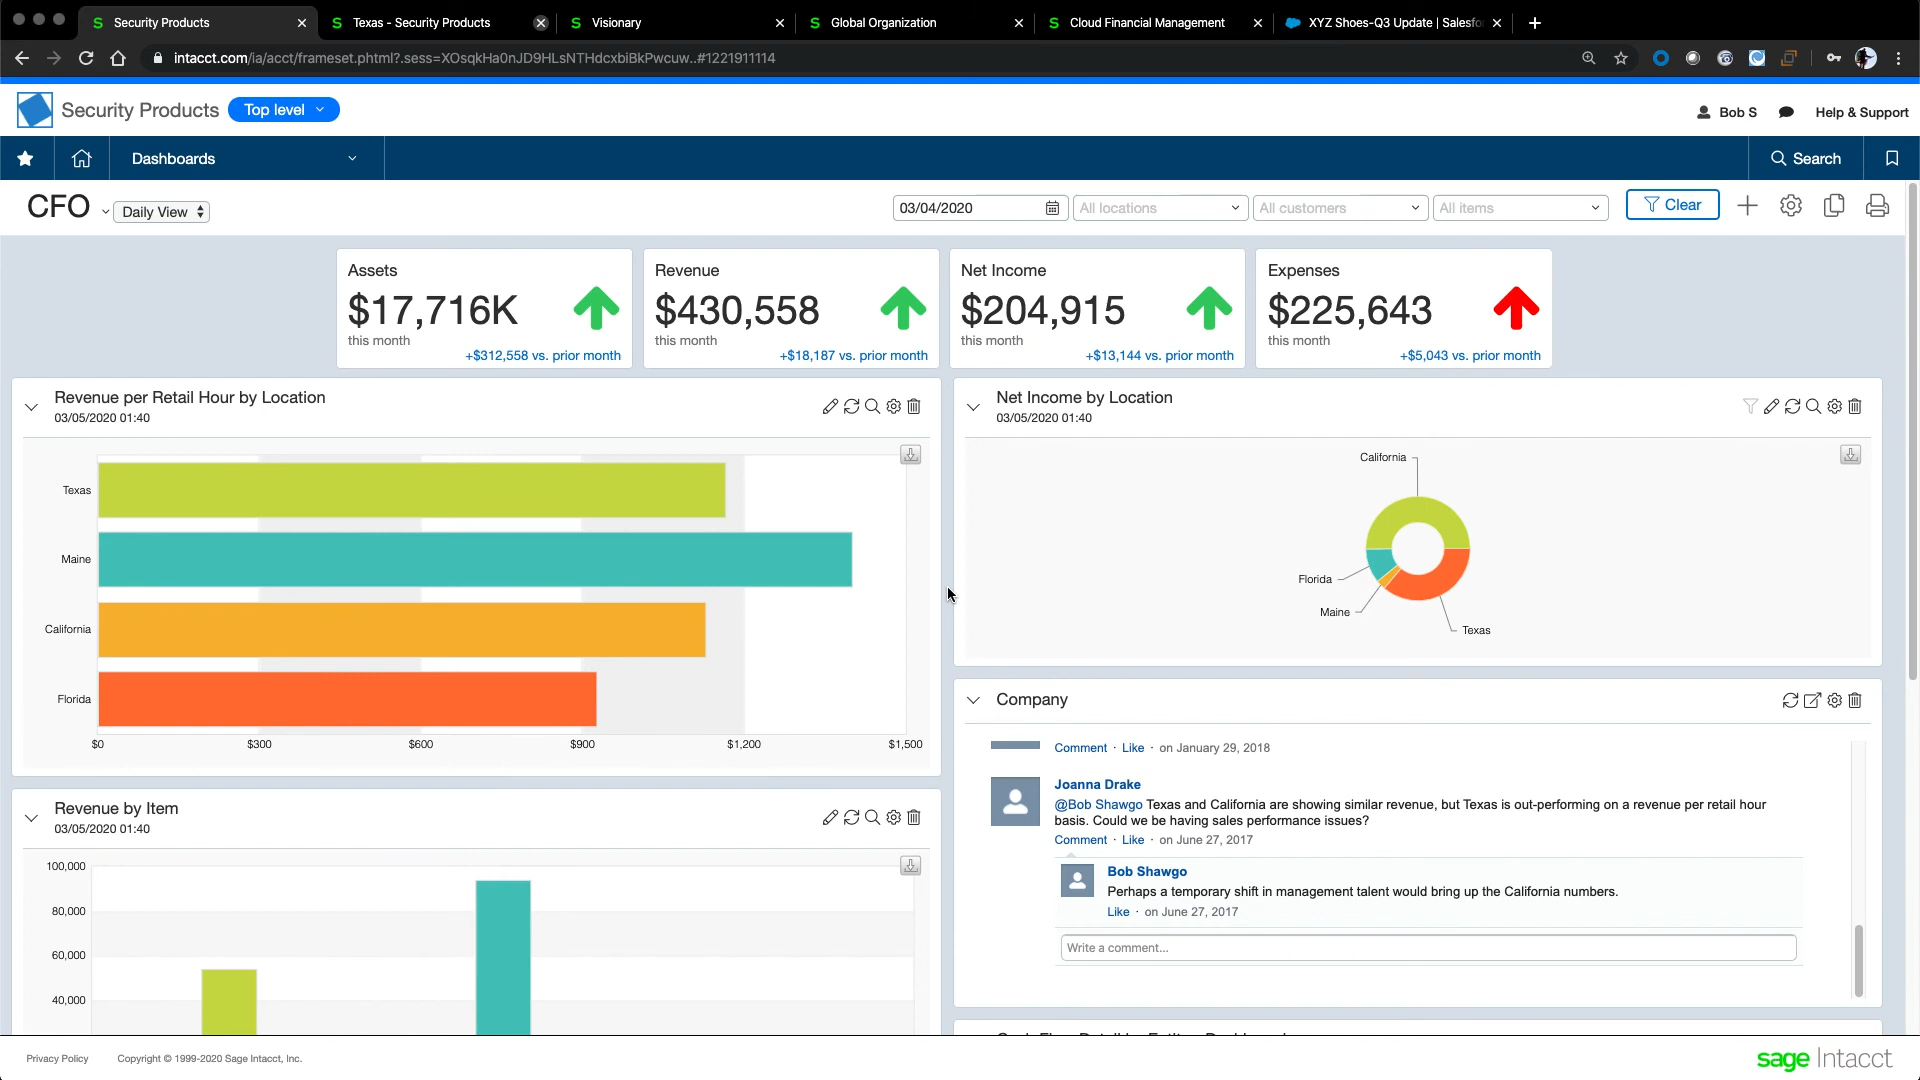 Security Products
Texas - Security Products
Visionary
Global Organization
Cloud Financial Management
XYZ Shoes-Q3 Update | Salesfo
intacct.com/ia/acct/frameset.phtml?.sess=XOsqkHa0nJD9HLsNTHdcxbiBkPwcuw..#1221911114
Security Products
Top level
Bob S
Help & Support
Dashboards
Search
CFO
Daily View
03/04/2020
All locations
All customers
All items
Clear
Assets
$17,716K
this month
+$312,558 vs. prior month
Revenue
$430,558
this month
+$18,187 vs. prior month
Net Income
$204,915
this month
+$13,144 vs. prior month
Expenses
$225,643
this month
+$5,043 vs. prior month
Revenue per Retail Hour by Location
03/05/2020 01:40
Texas
Maine
California
Florida
$0
$300
$600
$900
$1,200
$1,500
Net Income by Location
03/05/2020 01:40
California
Florida
Maine
Texas
Company
Comment · Like · on January 29, 2018
Joanna Drake
@Bob Shawgo Texas and California are showing similar revenue, but Texas is out-performing on a revenue per retail hour
basis. Could we be having sales performance issues?
Comment · Like · on June 27, 2017
Bob Shawgo
Perhaps a temporary shift in management talent would bring up the California numbers.
Like · on June 27, 2017
Write a comment...
Revenue by Item
03/05/2020 01:40
100,000
80,000
60,000
40,000
Privacy Policy
Copyright © 1999-2020 Sage Intacct, Inc.
sage Intacct